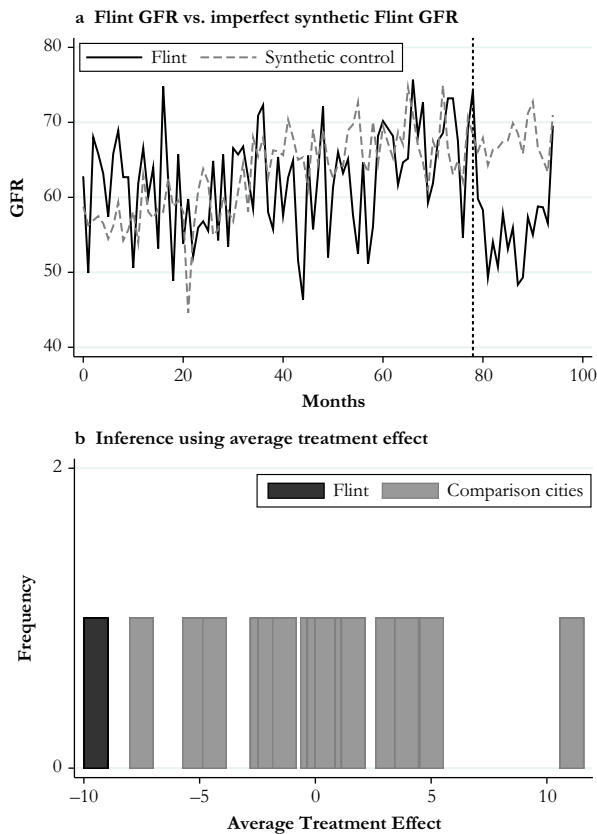 a Flint GFR vs. imperfect synthetic Flint GFR
80
Flint Synthetic control
70
60
50
40
GFR
0 20 40 60 80 100
Months
b Inference using average treatment effect
2
Flint Comparison cities
Frequency
0
−10 −5 0 5 10
Average Treatment Effect